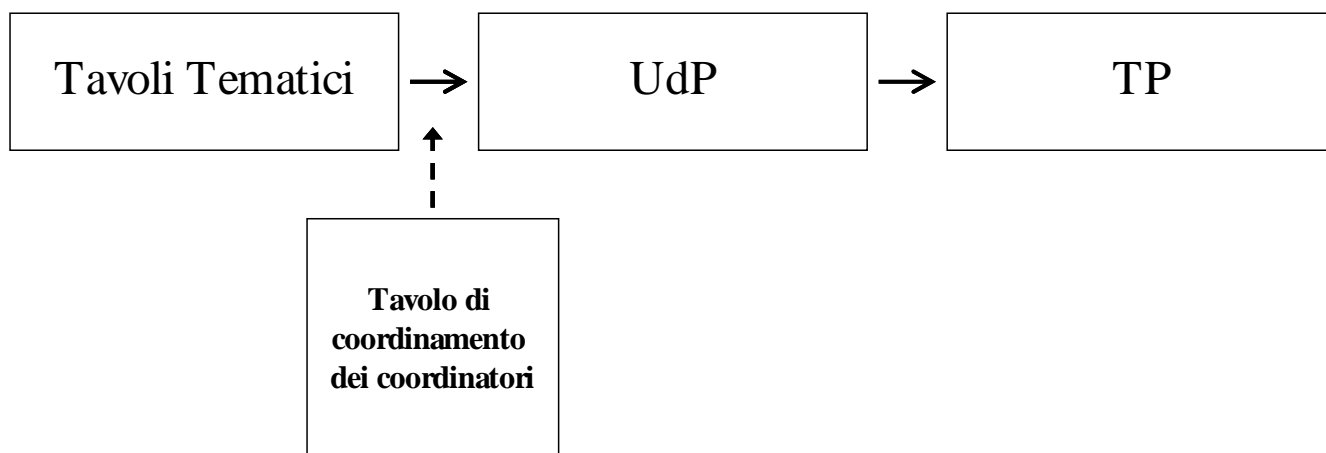 Tavoli Tematici
UdP
TP
Tavolo di
coordinamento
dei coordinatori